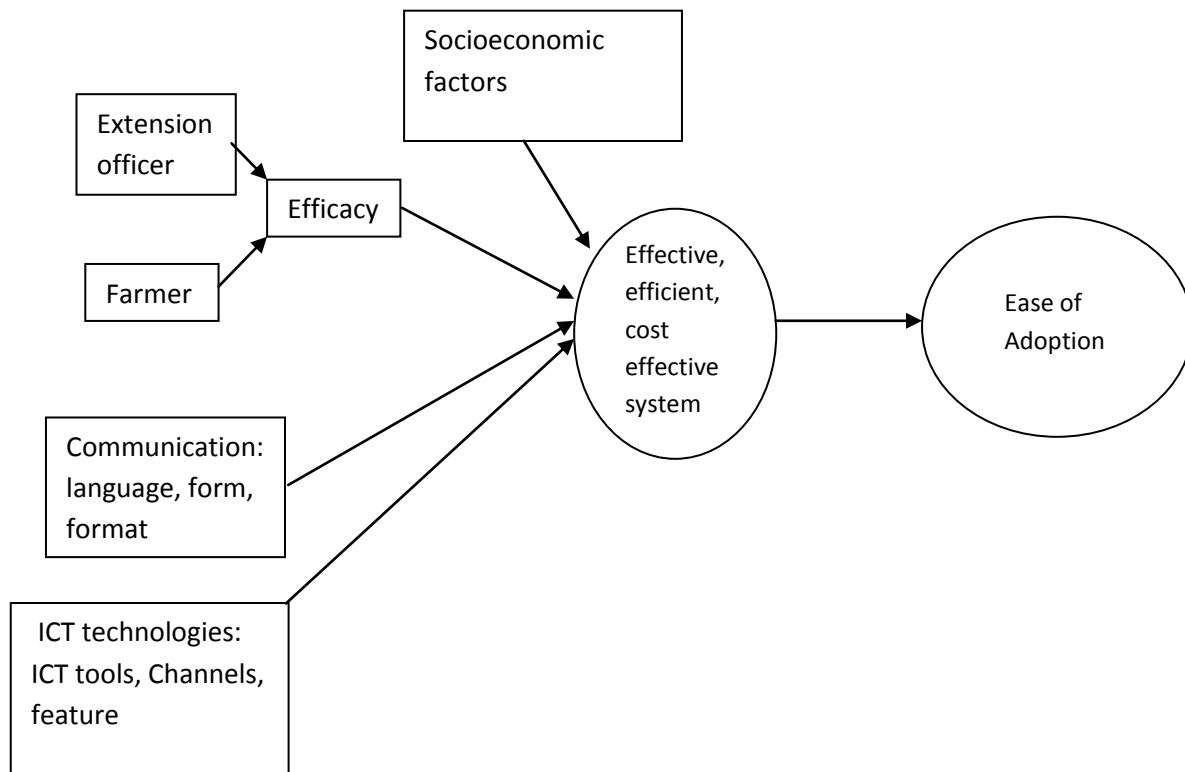 Socioeconomic
factors
Extension
officer
Efficacy
Farmer
Effective,
efficient,
cost
effective
system
Ease of
Adoption
Communication:
language, form,
format
ICT technologies:
ICT tools, Channels,
feature